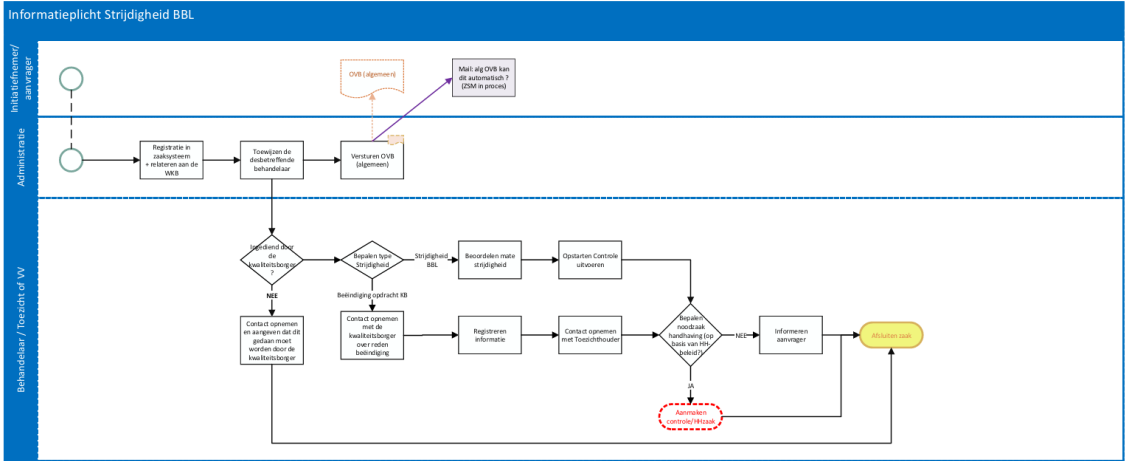 Informatieplicht Strijdigheid BBL
Initiatiefnemer/
aanvrager
OVB (algemeen)
Mail: alg OVB kan
dit automatisch ?
(ZSM in proces)
Administratie
Registratie in
zaaksysteem
+ relateren aan de
WKB
Toewijzen de
desbetreffende
behandelaar
Versturen OVB
(algemeen)
Behandelaar / Toezicht of VV
Ingediend door
de
kwaliteitsborger
?
Bepalen type
Strijdigheid
Strijdigheid
BBL
Beoordelen mate
strijdigheid
Opstarten Controle
uitvoeren
NEE
Beëindiging opdracht KB
Contact opnemen
en aangeven dat dit
gedaan moet
worden door de
kwaliteitsborger
Contact opnemen
met de
kwaliteitsborger
over reden
beëindiging
Registreren
informatie
Contact opnemen
met Toezichthouder
Bepalen
noodzaak
handhaving (op
basis van HH-
beleid?)
NEE
Informeren
aanvrager
Afsluiten zaak
JA
Aanmaken
controle/HHzaak